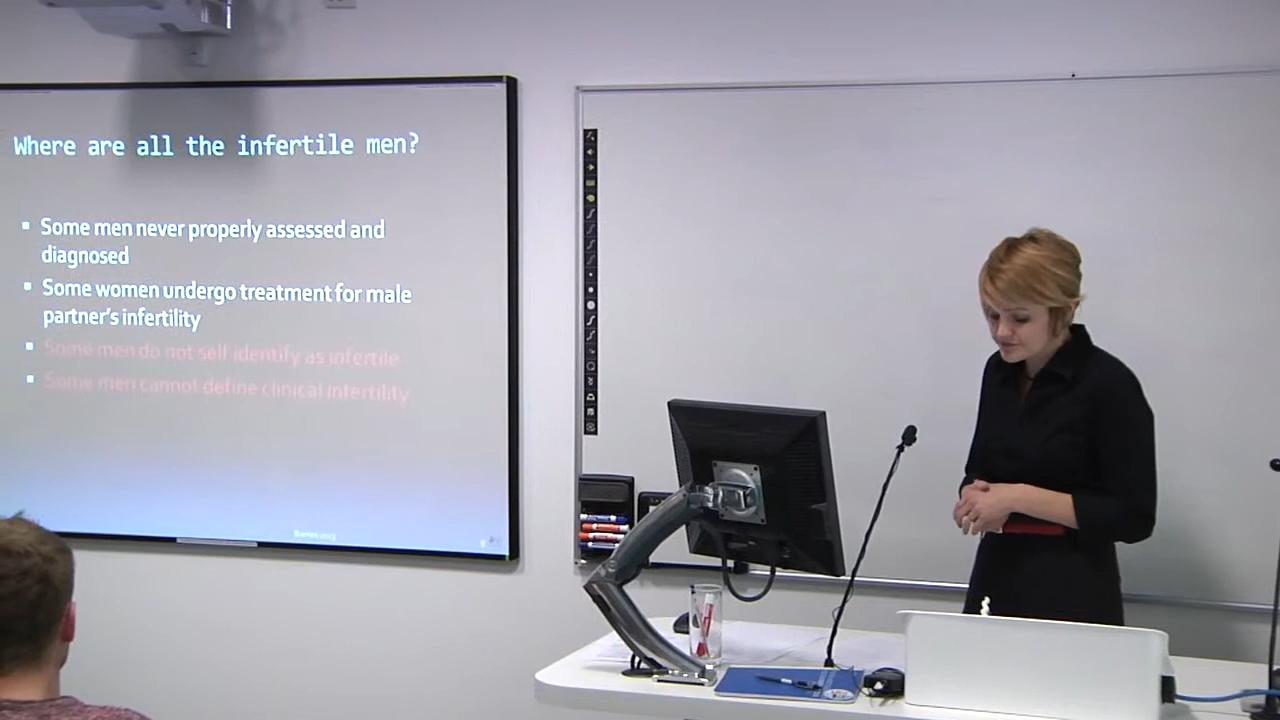 Where are all the infertile men?
Some men never properly assessed and
diagnosed
Some women undergo treatment for male
partner's infertility
Some men do not self identify as infertile
Some men cannot define clinical infertility